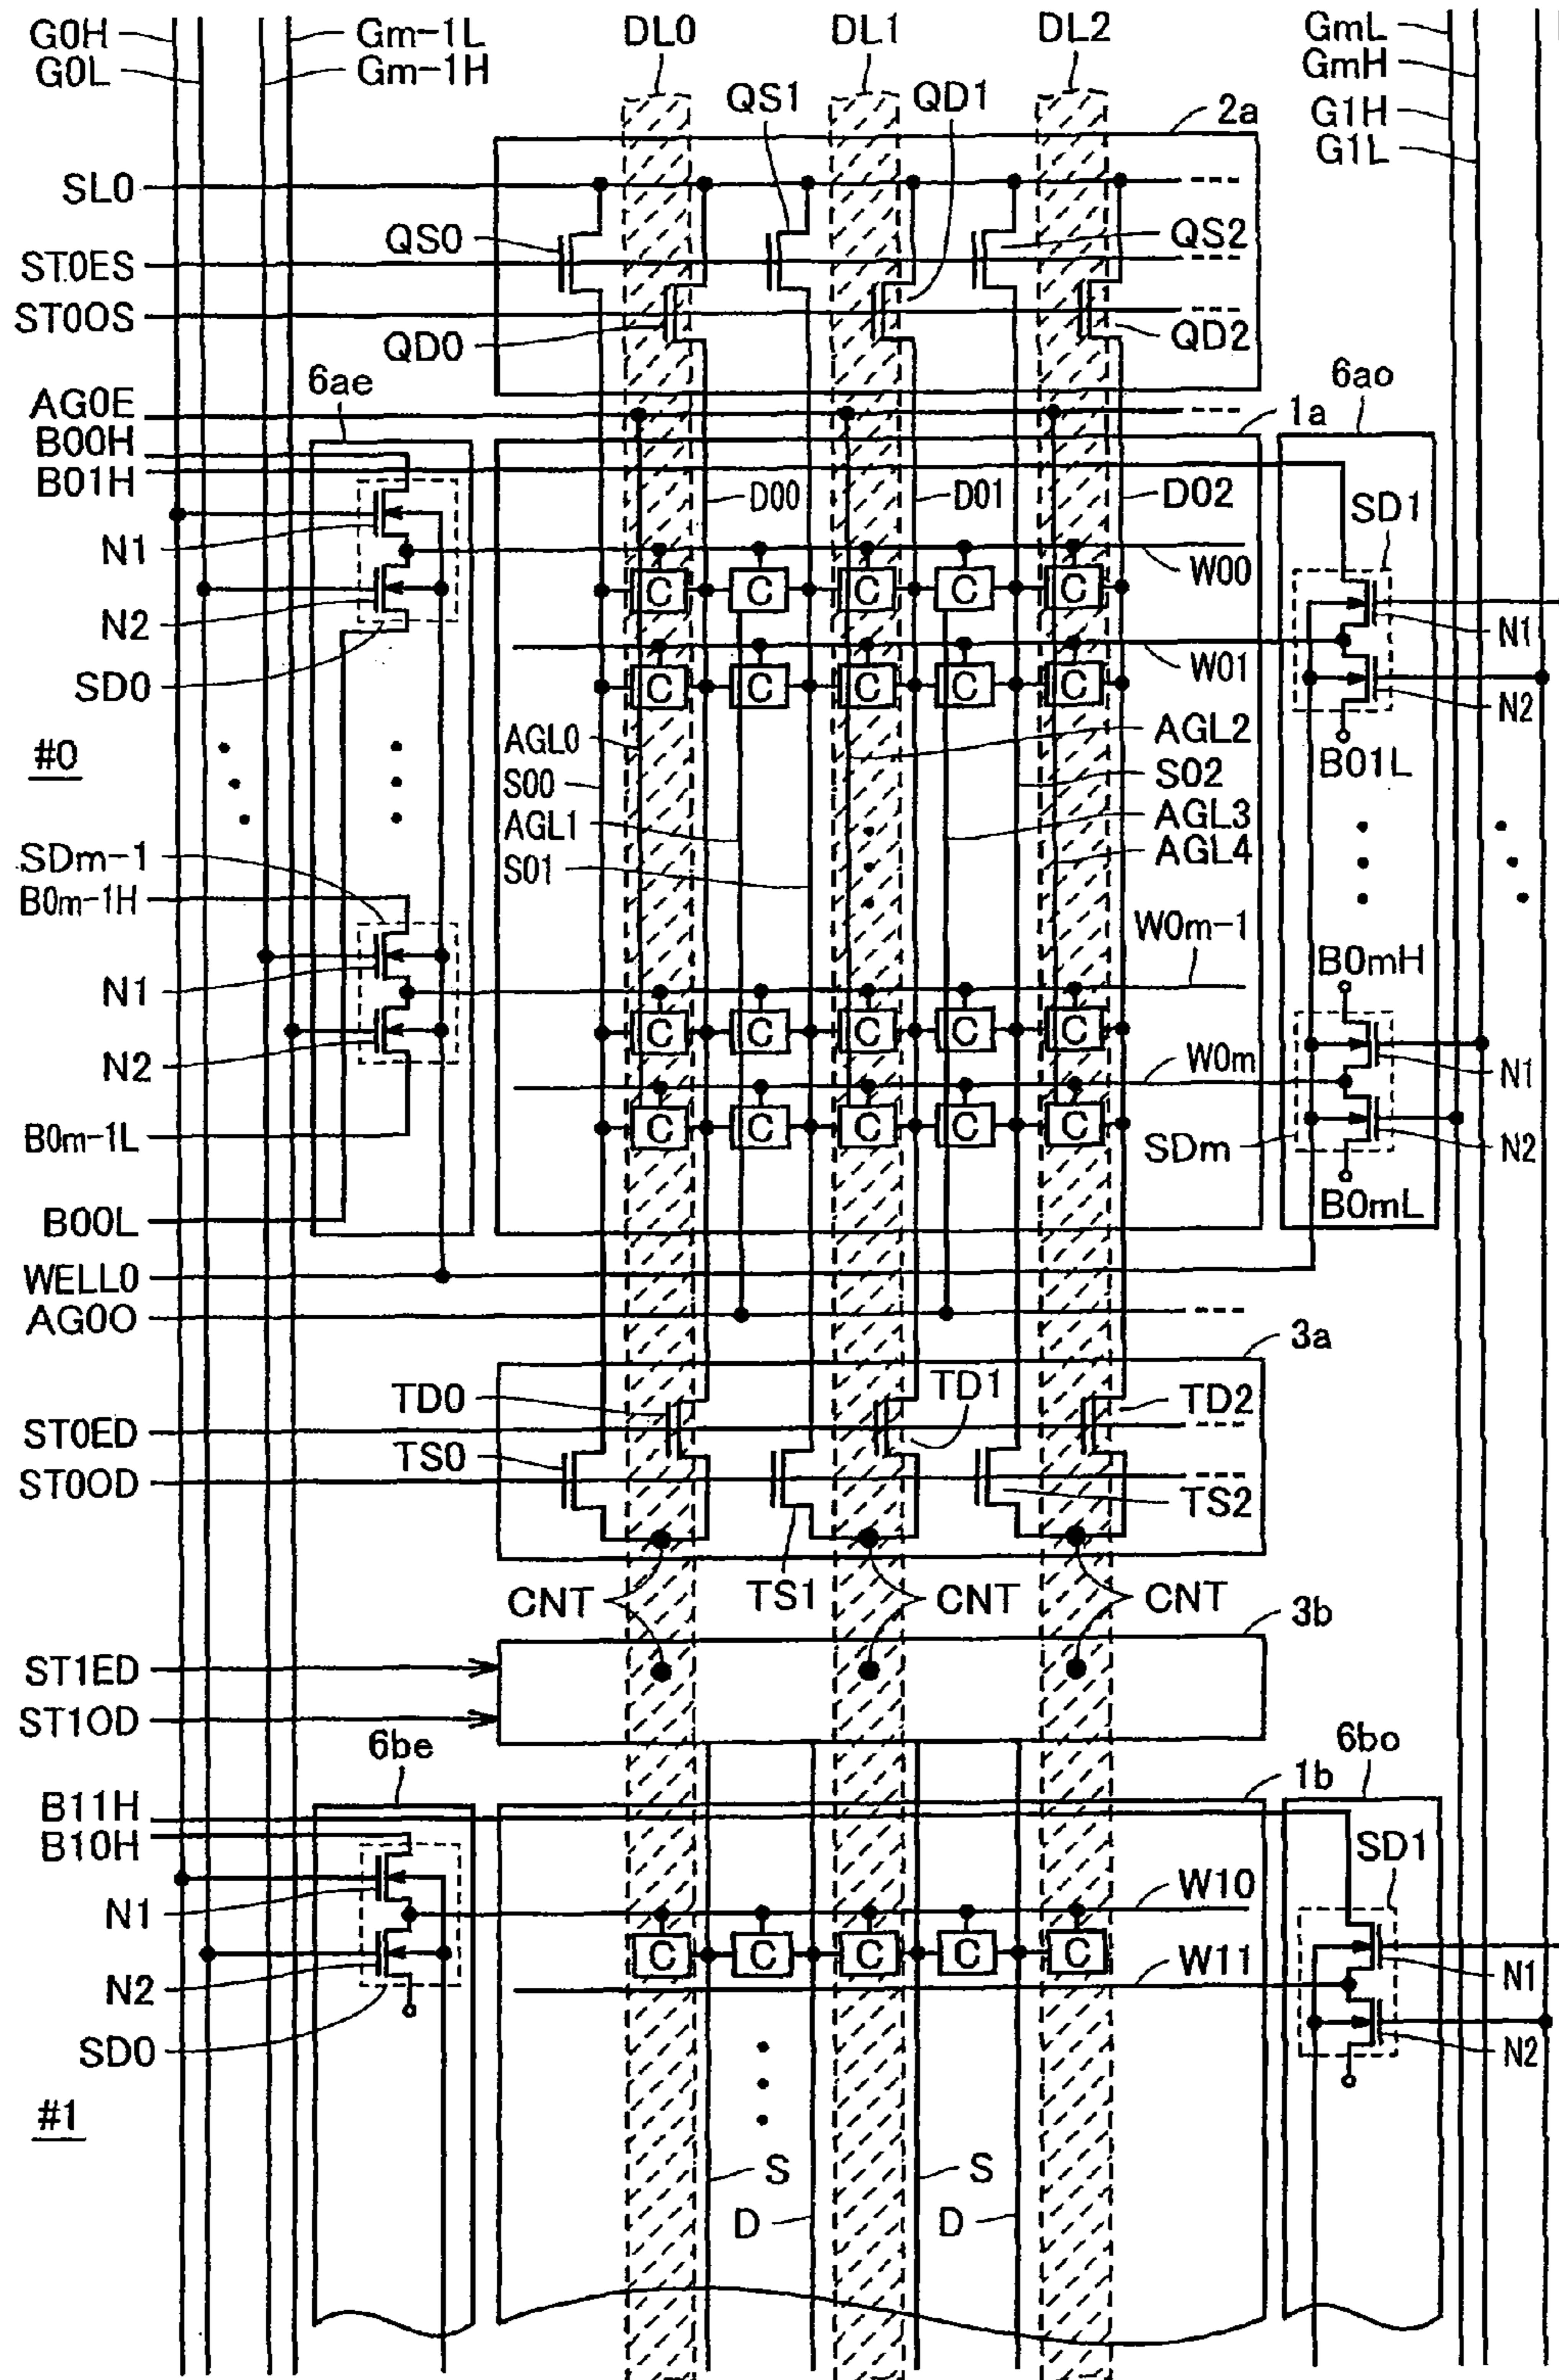 G0H
G0L
Gm-1L
Gm-1H
DL0
DL1
DL2
GmL
GmH
G1H
G1L
QS1
QD1
2a
SL0
QS0
QS2
ST0ES
ST0OS
QD0
QD2
6ae
6ao
AG0E
B00H
B01H
1a
D00
D01
D02
SD1
N1
W00
C C C C C
N2
N1
W01
SD0
C C C C C
N2
AGL0
AGL2
B01L
#0
S00
S02
AGL1
AGL3
SDm-1
S01
AGL4
B0m-1H
W0m-1
B0mH
N1
C C C C C
N2
W0m
N1
B0m-1L
C C C C C
SDm
N2
B00L
B0mL
WELL0
AG0O
3a
TD0
TD1
TD2
ST0ED
TS0
ST0OD
TS2
CNT
TS1
CNT
CNT
3b
ST1ED
ST1OD
6be
6bo
B11H
1b
B10H
SD1
N1
W10
C C C C C
W11
N1
N2
SD0
N2
#1
S
S
D
D